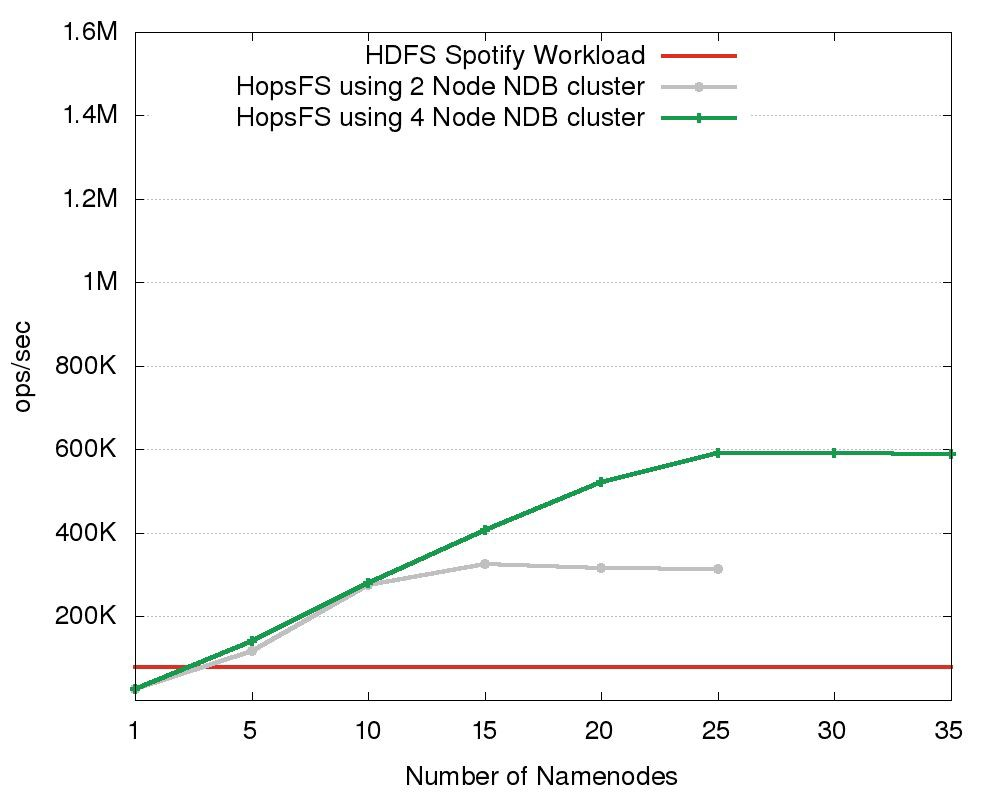 1.6M
1.4M
1.2M
1M
800K
600K
400K
200K
ops/sec
HDFS Spotify Workload
HopsFS using 2 Node NDB cluster
HopsFS using 4 Node NDB cluster
1 5 10 15 20 25 30 35
Number of Namenodes